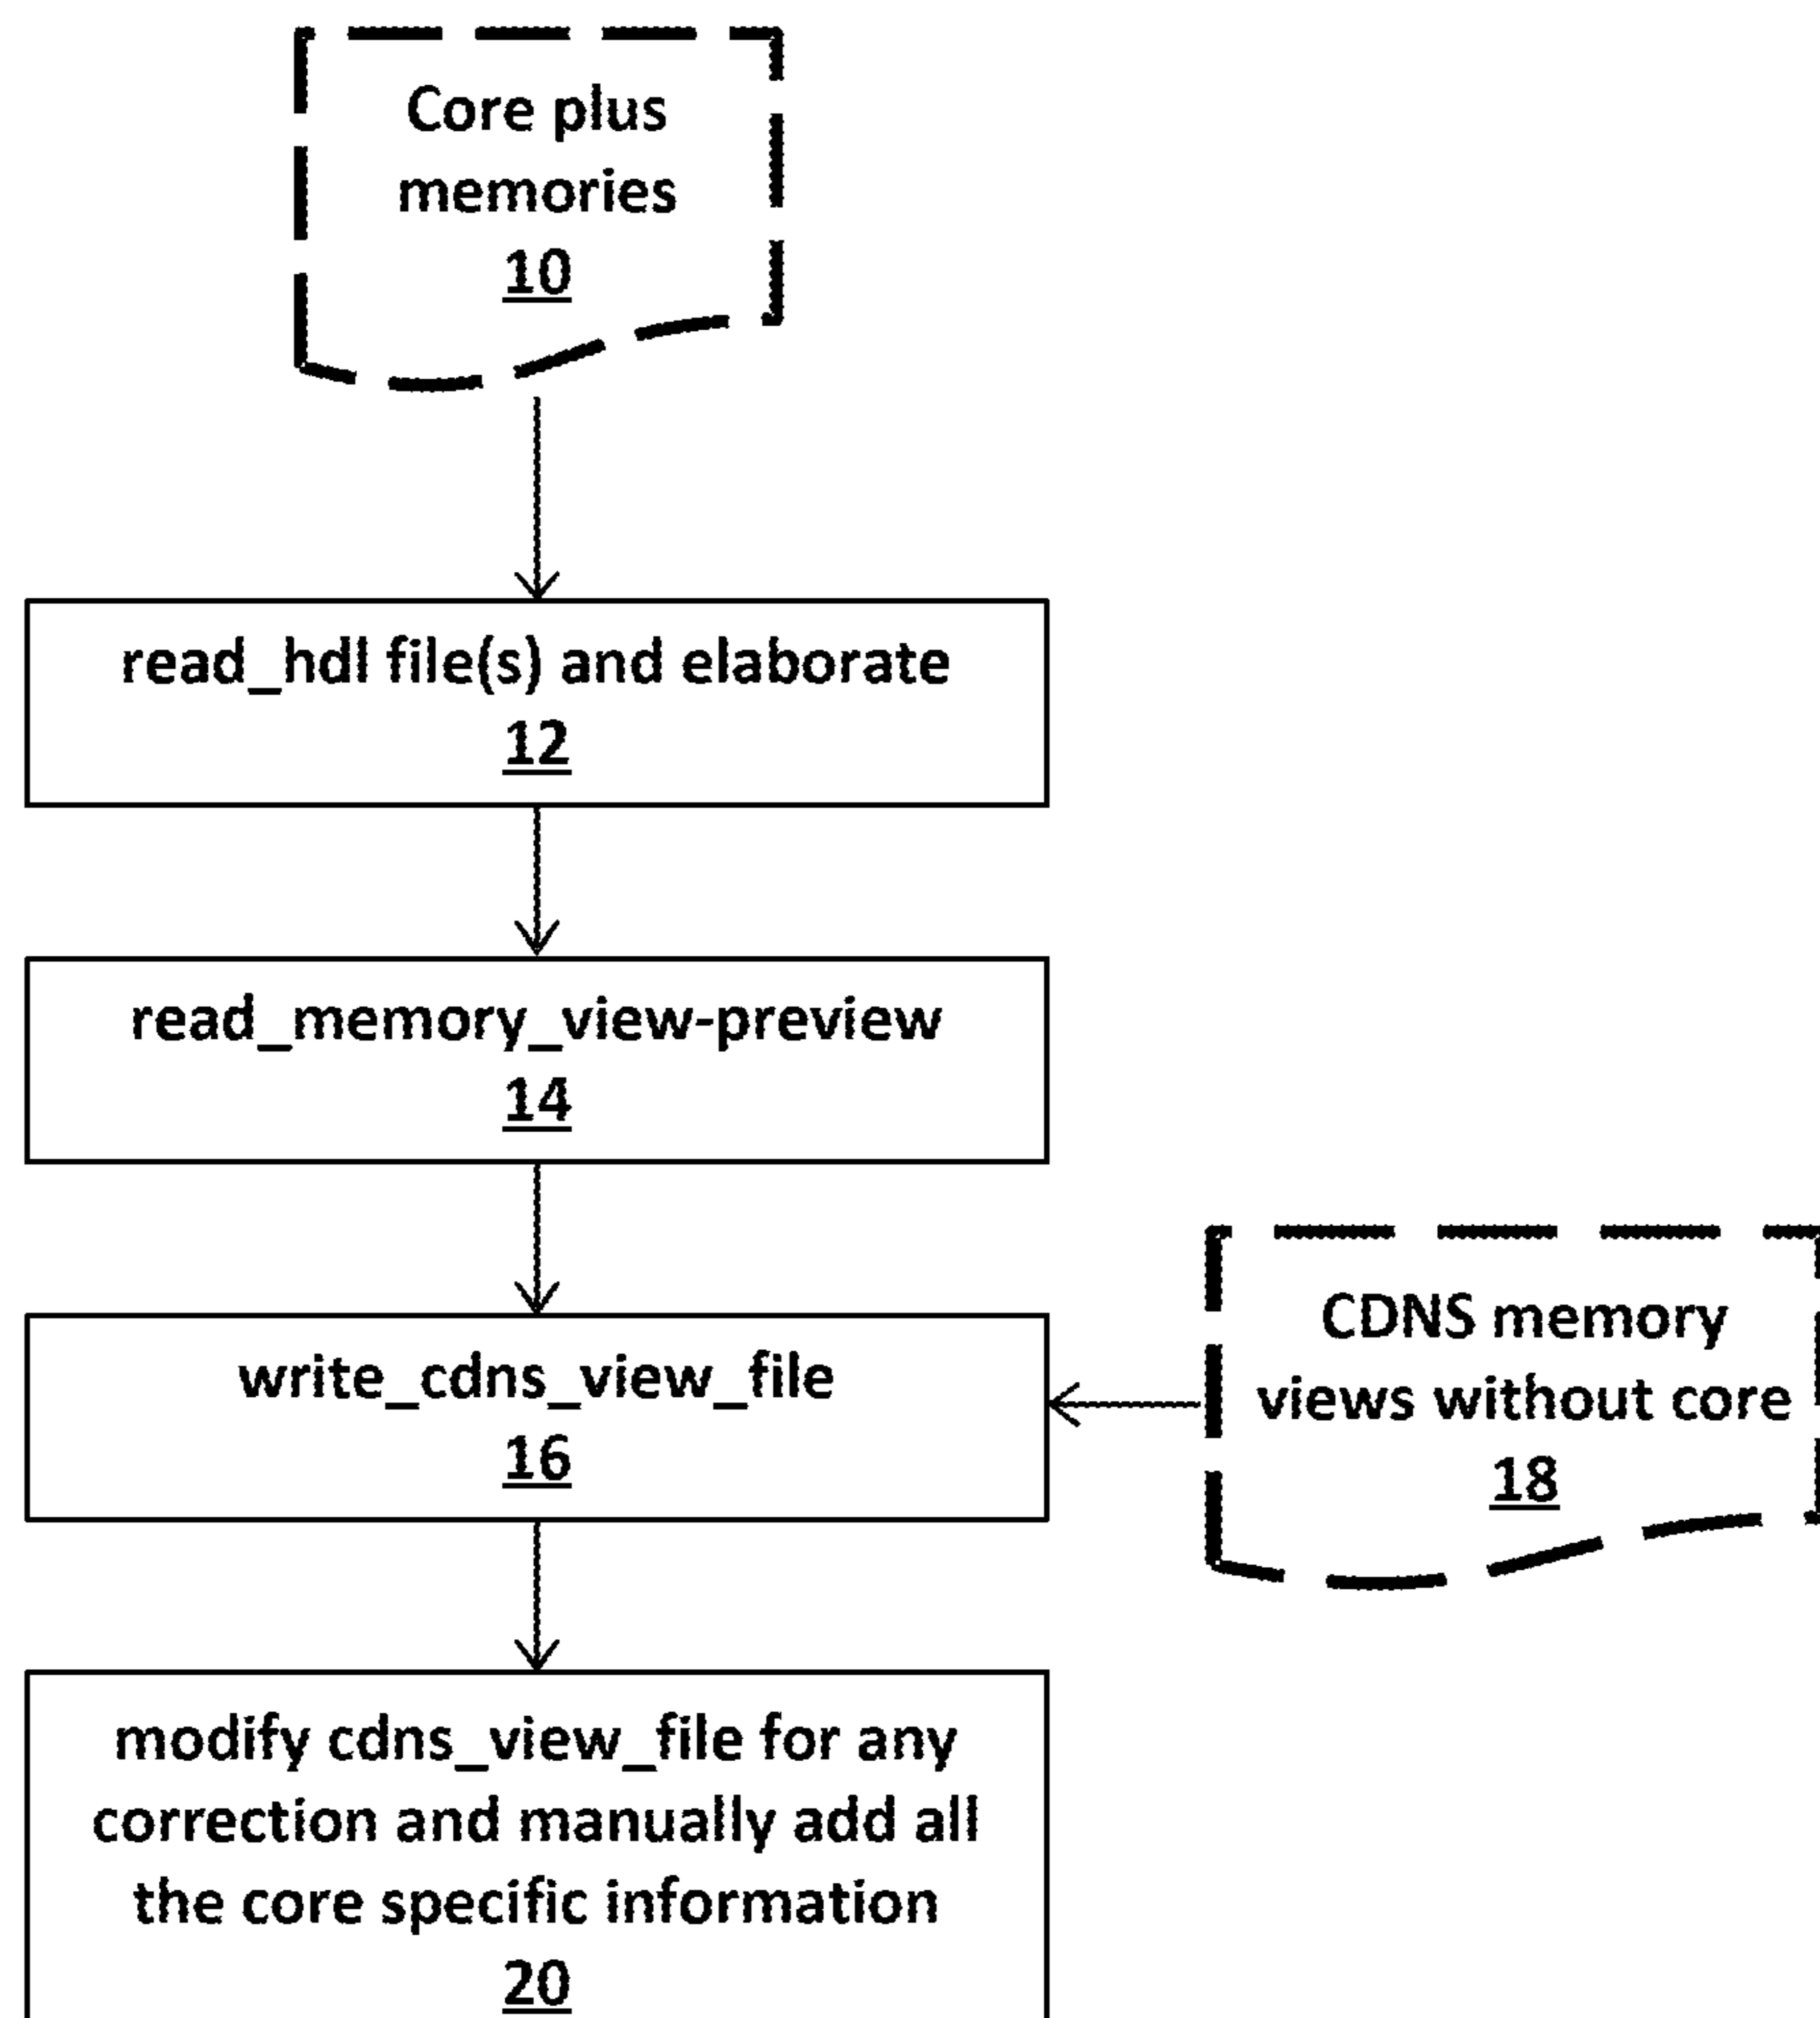 Core plus
memories
10
read_hdl file(s) and elaborate
12
read_memory_view-preview
14
write_cdns_view_file
16
CDNS memory
views without core
18
modify cdns_view_file for any
correction and manually add all
the core specific information
20